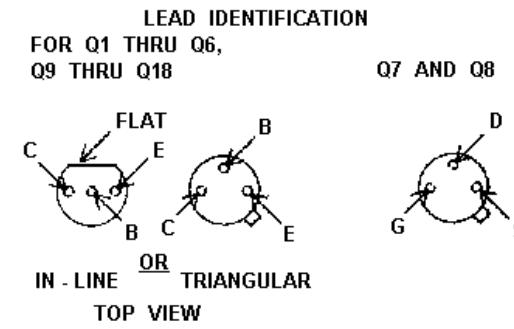 LEAD IDENTIFICATION
FOR Q1 THRU Q6,
Q9 THRU Q18
Q7 AND Q8
FLAT
C
E
B
B
C
E
D
G
IN - LINE
OR
TRIANGULAR
TOP VIEW